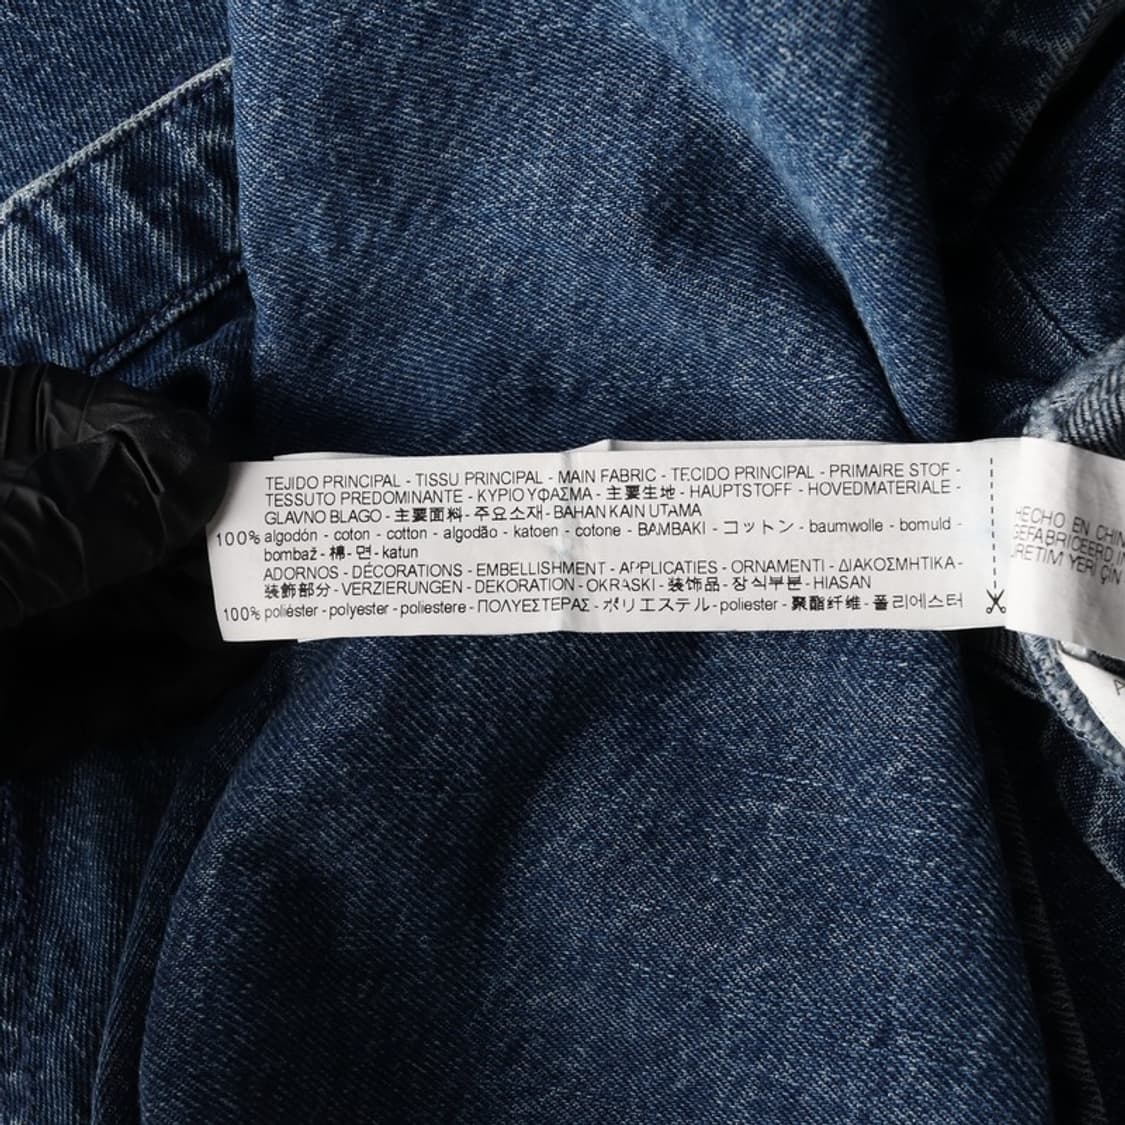 TEJIDO PRINCIPAL - TISSU PRINCIPAL - MAIN FABRIC - TECIDO PRINCIPAL - PRIMAIRE STOF -
TESSUTO PREDOMINANTE - ΚΥΡΙΟ ΥΦΑΣΜΑ - 主要生地 - HAUPTSTOFF - HOVEDMATERIALE -
GLAVNO BLAGO - 主要面料 - 주요소재 - BAHAN KAIN UTAMA
100% algodón - coton - cotton - algodão - katoen - cotone - ΒΑΜΒΑΚΙ - コットン - baumwolle - bomuld -
bombaž - 棉 - 면 - katun
ADORNOS - DÉCORATIONS - EMBELLISHMENT - APPLICATIES - ORNAMENTI - ΔΙΑΚΟΣΜΗΤΙΚΑ -
装飾部分 - VERZIERUNGEN - DEKORATION - OKRASKI - 装饰品 - 장식부분 - HIASAN
100% poliéster - polyester - poliestere - ΠΟΛΥΕΣΤΕΡΑΣ - ポリエステル - poliester - 聚酯纤维 - 폴리에스터
HECHO EN CHIN
GEFABRICEERD IN
ÜRETIM YERI ÇIN